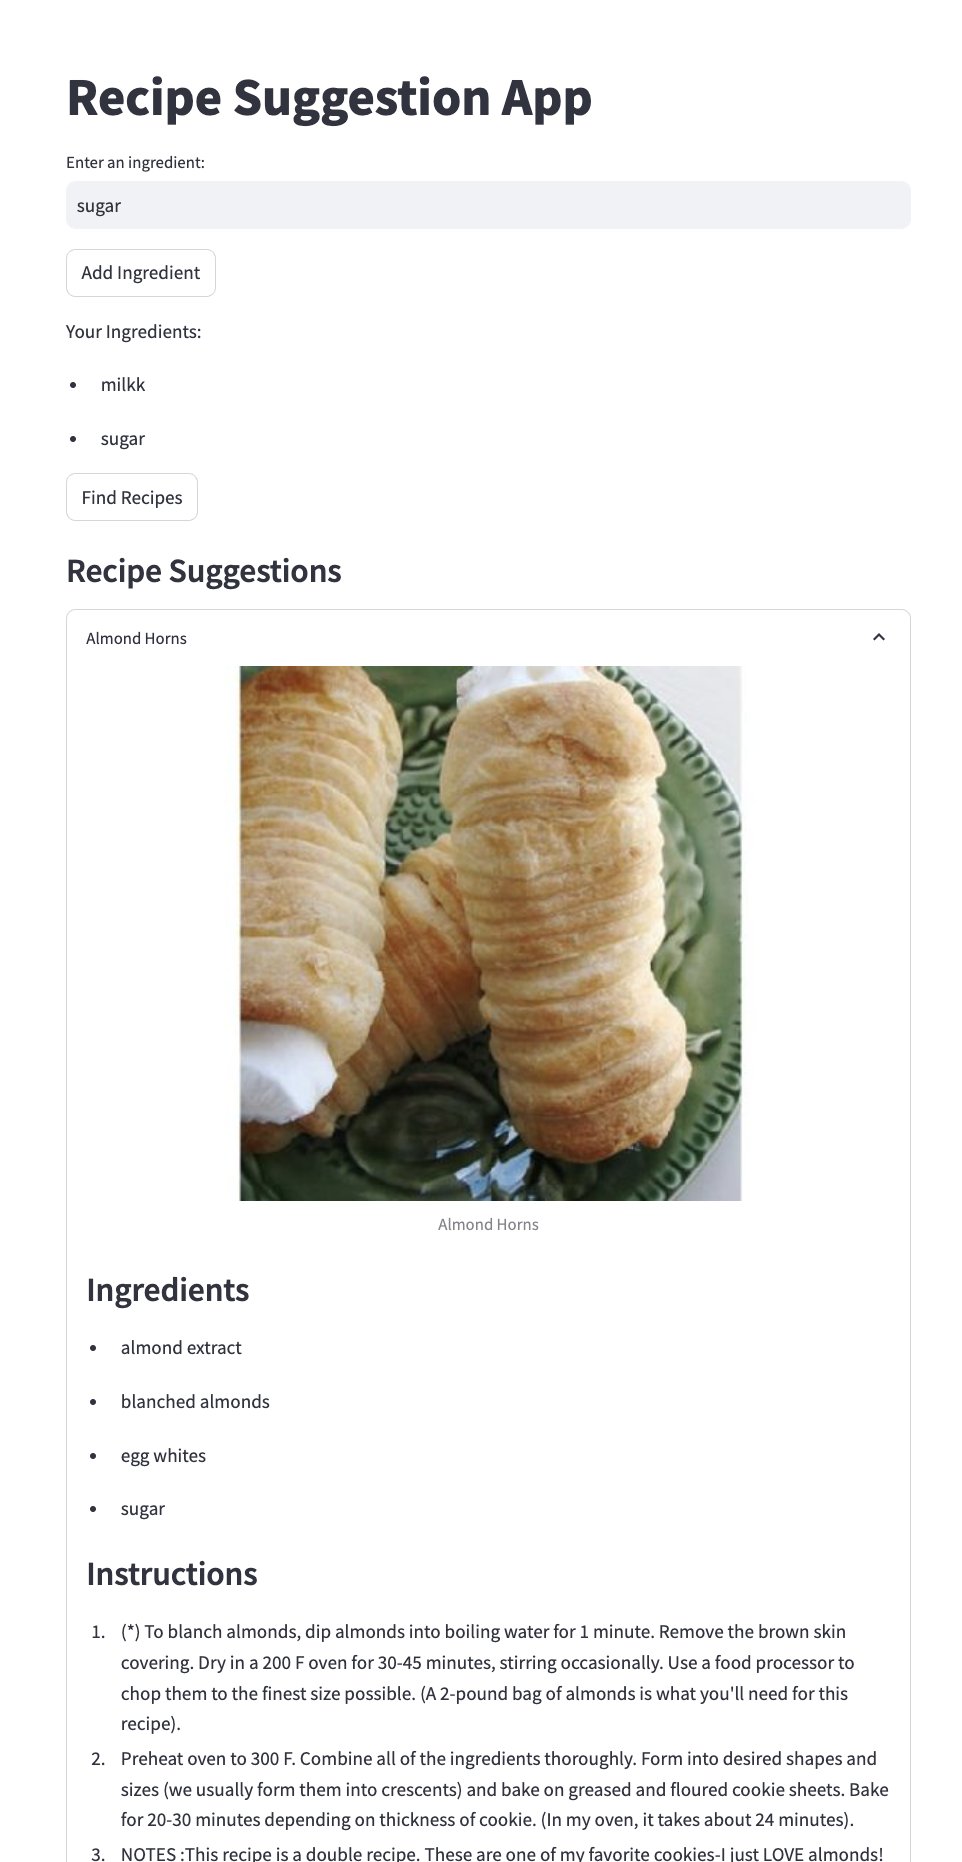 Recipe Suggestion App
Enter an ingredient:
sugar
Add Ingredient
Your Ingredients:
• milkk
• sugar
Find Recipes
Recipe Suggestions
Almond Horns
Almond Horns
Ingredients
• almond extract
• blanched almonds
• egg whites
• sugar
Instructions
1. (*) To blanch almonds, dip almonds into boiling water for 1 minute. Remove the brown skin
covering. Dry in a 200 F oven for 30-45 minutes, stirring occasionally. Use a food processor to
chop them to the finest size possible. (A 2-pound bag of almonds is what you'll need for this
recipe).
2. Preheat oven to 300 F. Combine all of the ingredients thoroughly. Form into desired shapes and
sizes (we usually form them into crescents) and bake on greased and floured cookie sheets. Bake
for 20-30 minutes depending on thickness of cookie. (In my oven, it takes about 24 minutes).
3. NOTES :This recipe is a double recipe. These are one of my favorite cookies-I just LOVE almonds!